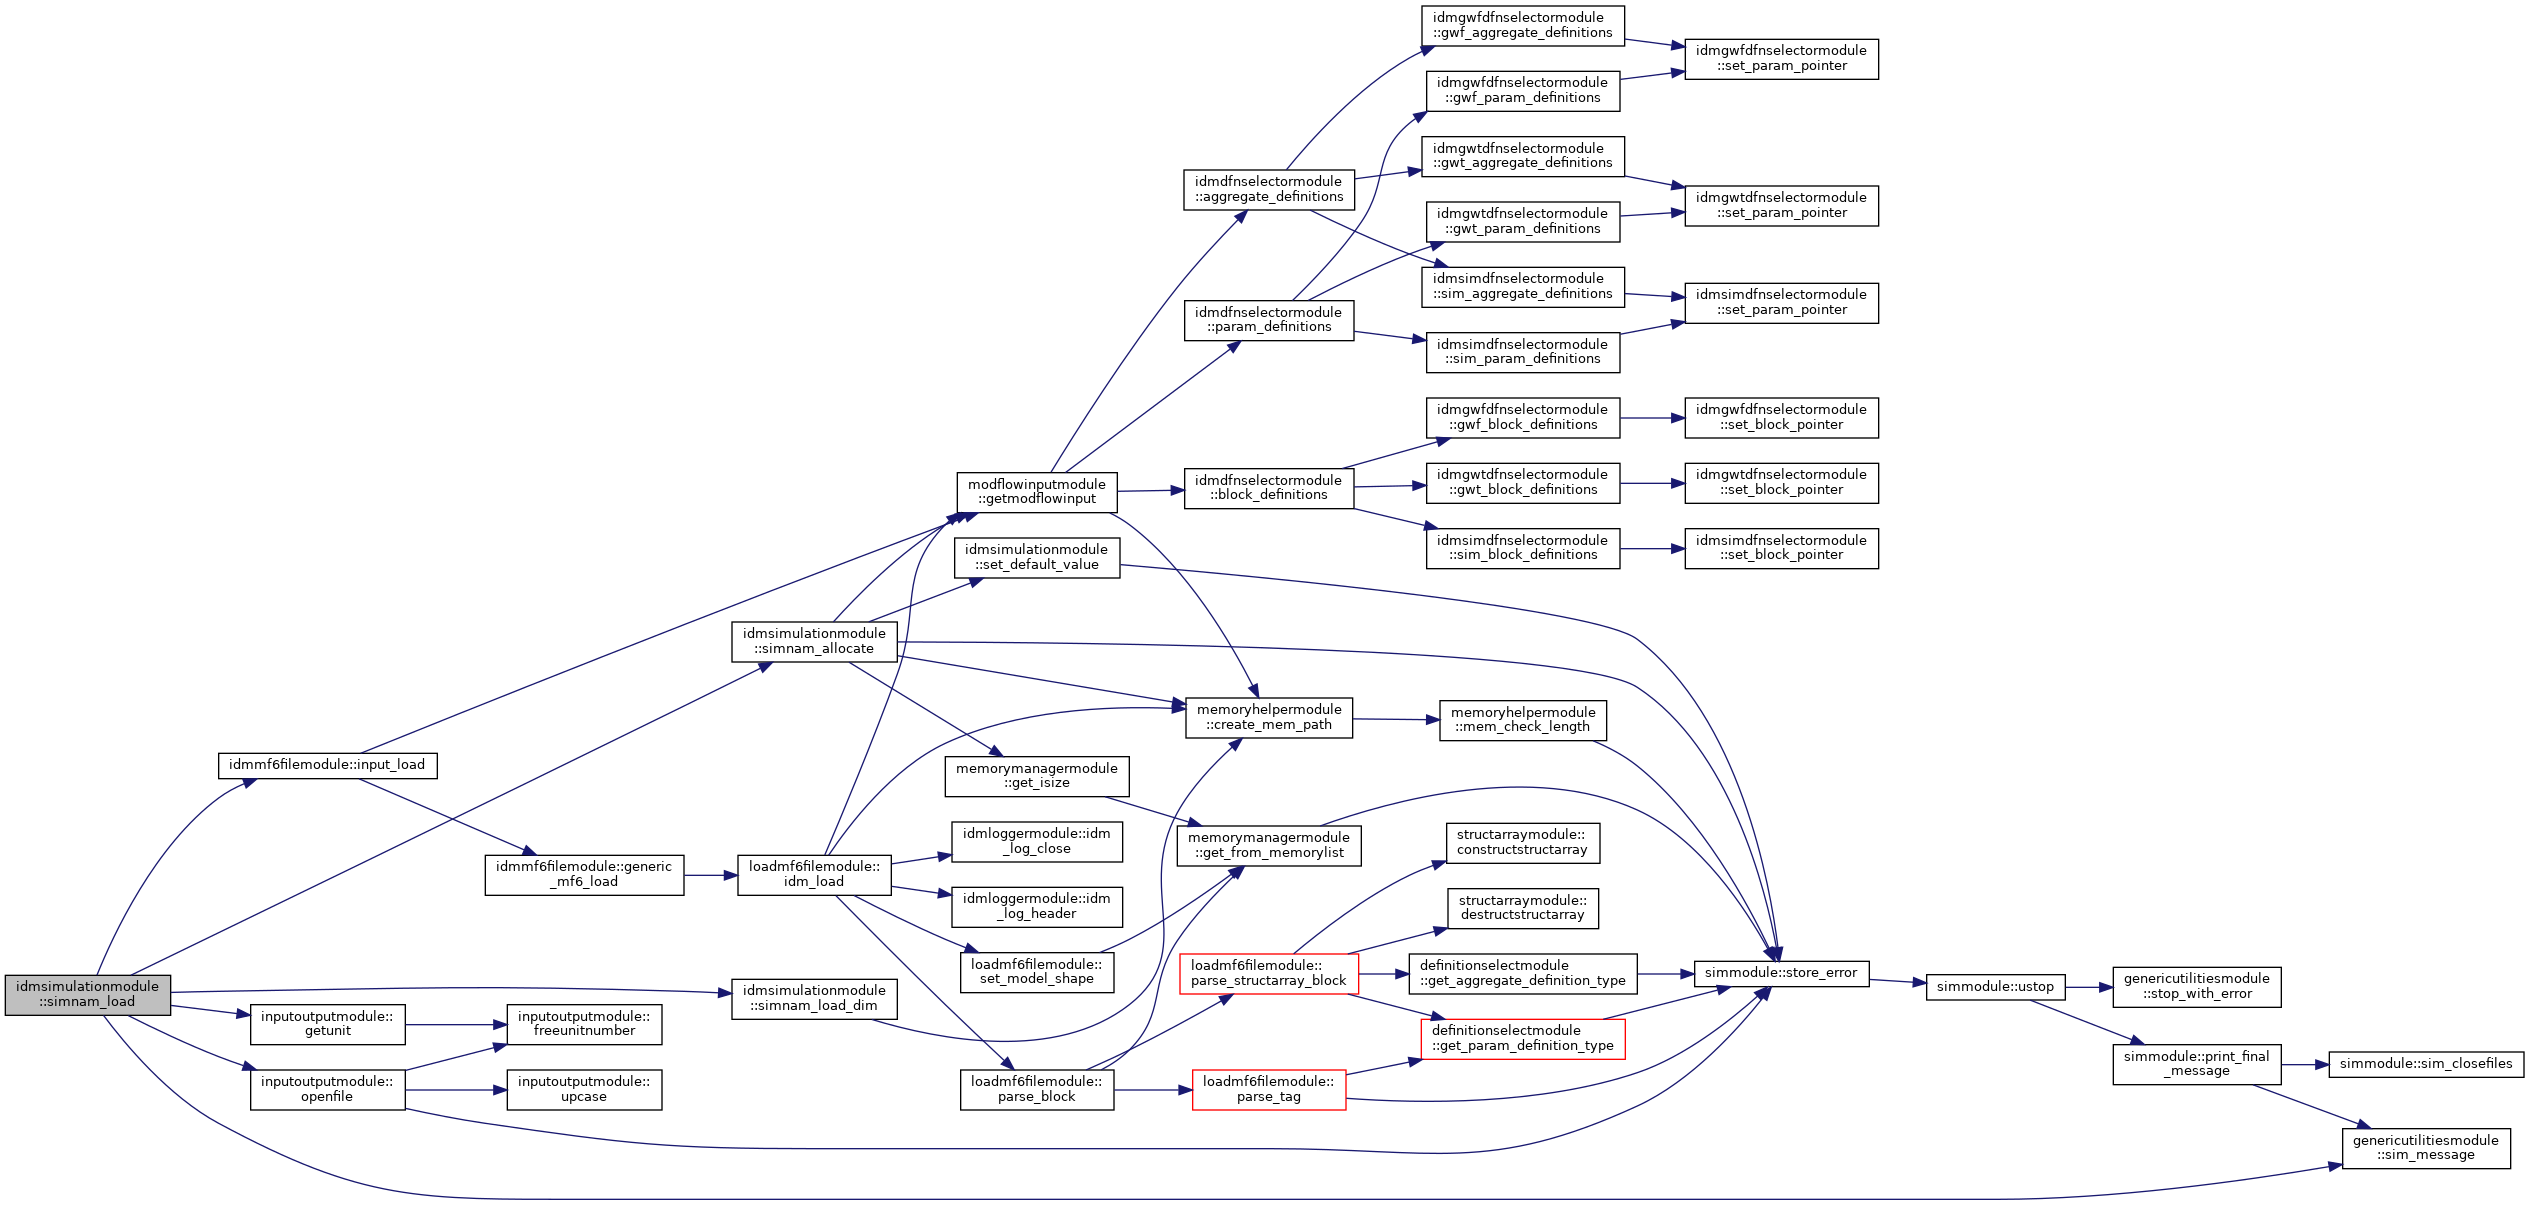 idmsimulationmodule
::simnam_load
idmmf6filemodule::input_load
inputoutputmodule::
getunit
inputoutputmodule::
openfile
idmmf6filemodule::generic
_mf6_load
inputoutputmodule::
freeunitnumber
inputoutputmodule::
upcase
idmsimulationmodule
::simnam_allocate
loadmf6filemodule::
idm_load
idmsimulationmodule
::simnam_load_dim
modflowinputmodule
::getmodflowinput
idmsimulationmodule
::set_default_value
memorymanagermodule
::get_isize
idmloggermodule::idm
_log_close
idmloggermodule::idm
_log_header
loadmf6filemodule::
set_model_shape
loadmf6filemodule::
parse_block
idmdfnselectormodule
::aggregate_definitions
idmdfnselectormodule
::param_definitions
idmdfnselectormodule
::block_definitions
memoryhelpermodule
::create_mem_path
memorymanagermodule
::get_from_memorylist
loadmf6filemodule::
parse_structarray_block
loadmf6filemodule::
parse_tag
idmgwfdfnselectormodule
::gwf_aggregate_definitions
idmgwfdfnselectormodule
::gwf_param_definitions
idmgwtdfnselectormodule
::gwt_aggregate_definitions
idmgwtdfnselectormodule
::gwt_param_definitions
idmsimdfnselectormodule
::sim_aggregate_definitions
idmsimdfnselectormodule
::sim_param_definitions
idmgwfdfnselectormodule
::gwf_block_definitions
idmgwtdfnselectormodule
::gwt_block_definitions
idmsimdfnselectormodule
::sim_block_definitions
memoryhelpermodule
::mem_check_length
structarraymodule::
constructstructarray
structarraymodule::
destructstructarray
definitionselectmodule
::get_aggregate_definition_type
definitionselectmodule
::get_param_definition_type
idmgwfdfnselectormodule
::set_param_pointer
idmgwtdfnselectormodule
::set_param_pointer
idmsimdfnselectormodule
::set_param_pointer
idmgwfdfnselectormodule
::set_block_pointer
idmgwtdfnselectormodule
::set_block_pointer
idmsimdfnselectormodule
::set_block_pointer
simmodule::store_error
simmodule::ustop
genericutilitiesmodule
::stop_with_error
simmodule::print_final
_message
simmodule::sim_closefiles
genericutilitiesmodule
::sim_message